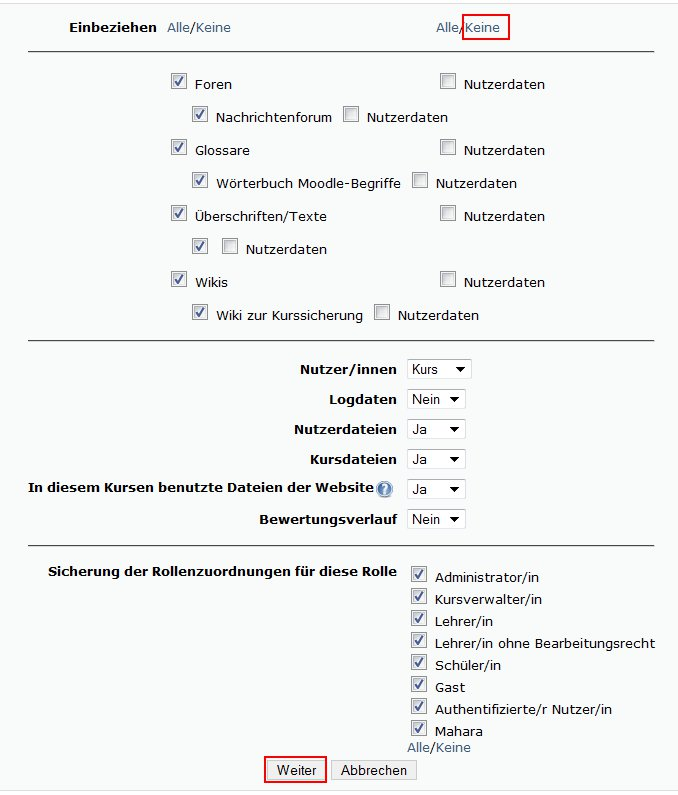 Einbeziehen Alle/Keine Alle/Keine
Foren Nutzerdaten
Nachrichtenforum Nutzerdaten
Glossare Nutzerdaten
Wörterbuch Moodle-Begriffe Nutzerdaten
Überschriften/Texte Nutzerdaten
Nutzerdaten
Wikis Nutzerdaten
Wiki zur Kurssicherung Nutzerdaten
Nutzer/innen Kurs
Logdaten Nein
Nutzerdateien Ja
Kursdateien Ja
In diesem Kursen benutzte Dateien der Website ? Ja
Bewertungsverlauf Nein
Sicherung der Rollenzuordnungen für diese Rolle
Administrator/in
Kursverwalter/in
Lehrer/in
Lehrer/in ohne Bearbeitungsrecht
Schüler/in
Gast
Authentifizierte/r Nutzer/in
Mahara
Alle/Keine
Weiter Abbrechen